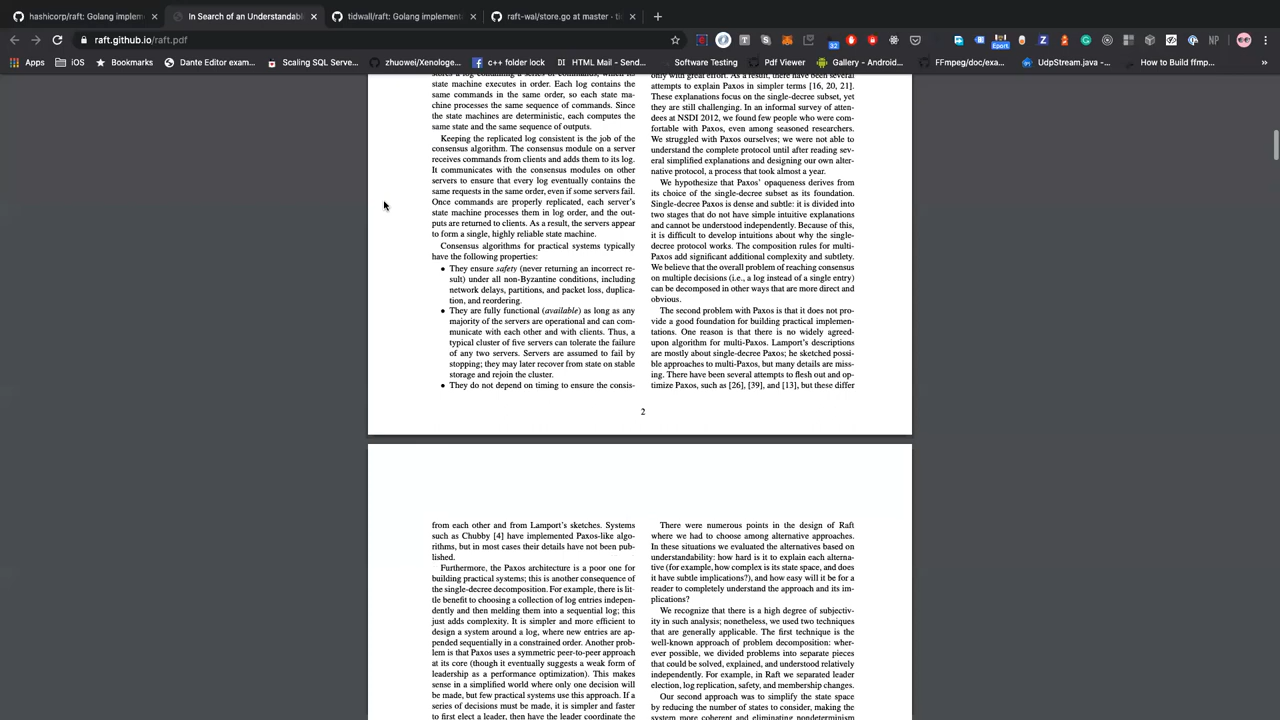 hashicorp/raft: Golang implem
In Search of an Understandabl
tidwall/raft: Golang implement
raft-wal/store.go at master · ti
raft.github.io/raft.pdf
32
Eport
NP
Apps
iOS
Bookmarks
Dante Editor exam...
Scaling SQL Serve...
zhuowei/Xenologe...
C++ folder lock
HTML Mail - Send...
Software Testing
PDF Viewer
Gallery – Android...
FFmpeg/doc/exa...
UdpStream.java · ...
How to Build ffmp...
stores a log containing a series of commands, which its
state machine executes in order. Each log contains the
same commands in the same order, so each state ma-
chine processes the same sequence of commands. Since
the state machines are deterministic, each computes the
same state and the same sequence of outputs.
Keeping the replicated log consistent is the job of the
consensus algorithm. The consensus module on a server
receives commands from clients and adds them to its log.
It communicates with the consensus modules on other
servers to ensure that every log eventually contains the
same requests in the same order, even if some servers fail.
Once commands are properly replicated, each server's
state machine processes them in log order, and the out-
puts are returned to clients. As a result, the servers appear
to form a single, highly reliable state machine.
Consensus algorithms for practical systems typically
have the following properties:
• They ensure safety (never returning an incorrect re-
sult) under all non-Byzantine conditions, including
network delays, partitions, and packet loss, duplica-
tion, and reordering.
• They are fully functional (available) as long as any
majority of the servers are operational and can com-
municate with each other and with clients. Thus, a
typical cluster of five servers can tolerate the failure
of any two servers. Servers are assumed to fail by
stopping; they may later recover from state on stable
storage and rejoin the cluster.
• They do not depend on timing to ensure the consis-
only with great effort. As a result, there have been several
attempts to explain Paxos in simpler terms [16, 20, 21].
These explanations focus on the single-decree subset, yet
they are still challenging. In an informal survey of atten-
dees at NSDI 2012, we found few people who were com-
fortable with Paxos, even among seasoned researchers.
We struggled with Paxos ourselves; we were not able to
understand the complete protocol until after reading sev-
eral simplified explanations and designing our own alter-
native protocol, a process that took almost a year.
We hypothesize that Paxos' opaqueness derives from
its choice of the single-decree subset as its foundation.
Single-decree Paxos is dense and subtle: it is divided into
two stages that do not have simple intuitive explanations
and cannot be understood independently. Because of this,
it is difficult to develop intuitions about why the single-
decree protocol works. The composition rules for multi-
Paxos add significant additional complexity and subtlety.
We believe that the overall problem of reaching consensus
on multiple decisions (i.e., a log instead of a single entry)
can be decomposed in other ways that are more direct and
obvious.
The second problem with Paxos is that it does not pro-
vide a good foundation for building practical implemen-
tations. One reason is that there is no widely agreed-
upon algorithm for multi-Paxos. Lamport's descriptions
are mostly about single-decree Paxos; he sketched possi-
ble approaches to multi-Paxos, but many details are miss-
ing. There have been several attempts to flesh out and op-
timize Paxos, such as [26], [39], and [13], but these differ
2
from each other and from Lamport's sketches. Systems
such as Chubby [4] have implemented Paxos-like algo-
rithms, but in most cases their details have not been pub-
lished.
Furthermore, the Paxos architecture is a poor one for
building practical systems; this is another consequence of
the single-decree decomposition. For example, there is lit-
tle benefit to choosing a collection of log entries indepen-
dently and then melding them into a sequential log; this
just adds complexity. It is simpler and more efficient to
design a system around a log, where new entries are ap-
pended sequentially in a constrained order. Another prob-
lem is that Paxos uses a symmetric peer-to-peer approach
at its core (though it eventually suggests a weak form of
leadership as a performance optimization). This makes
sense in a simplified world where only one decision will
be made, but few practical systems use this approach. If a
series of decisions must be made, it is simpler and faster
to first elect a leader, then have the leader coordinate the
There were numerous points in the design of Raft
where we had to choose among alternative approaches.
In these situations we evaluated the alternatives based on
understandability: how hard is it to explain each alterna-
tive (for example, how complex is its state space, and does
it have subtle implications?), and how easy will it be for a
reader to completely understand the approach and its im-
plications?
We recognize that there is a high degree of subjectiv-
ity in such analysis; nonetheless, we used two techniques
that are generally applicable. The first technique is the
well-known approach of problem decomposition: wher-
ever possible, we divided problems into separate pieces
that could be solved, explained, and understood relatively
independently. For example, in Raft we separated leader
election, log replication, safety, and membership changes.
Our second approach was to simplify the state space
by reducing the number of states to consider, making the
system more coherent and eliminating nondeterminism